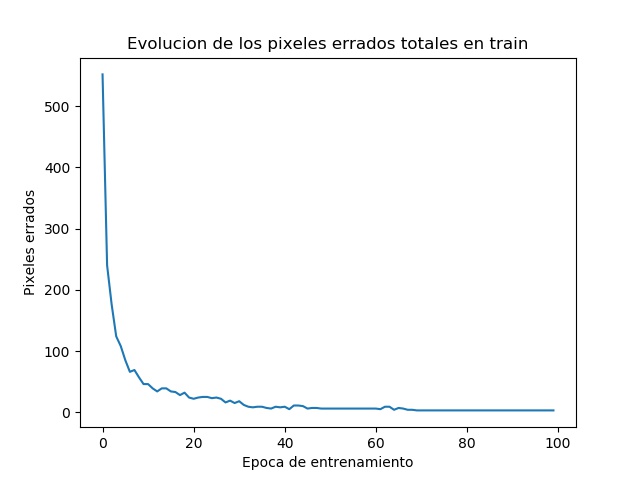 Evolucion de los pixeles errados totales en train
Pixeles errados
500
400
300
200
100
0
0 20 40 60 80 100
Epoca de entrenamiento